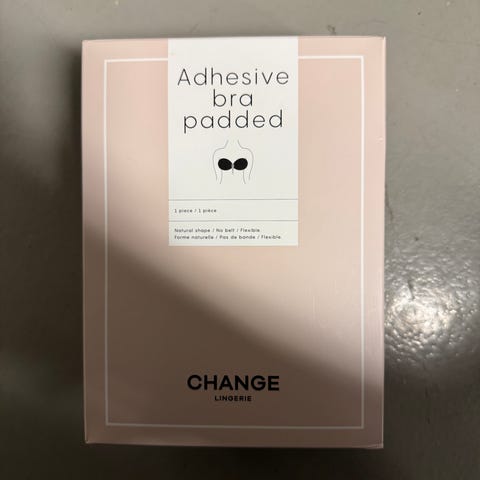 Adhesive
bra
padded
1 piece / 1 pièce
Natural shape / No belt / Flexible.
Forme naturelle / Pas de bande / Flexible.
CHANGE
LINGERIE